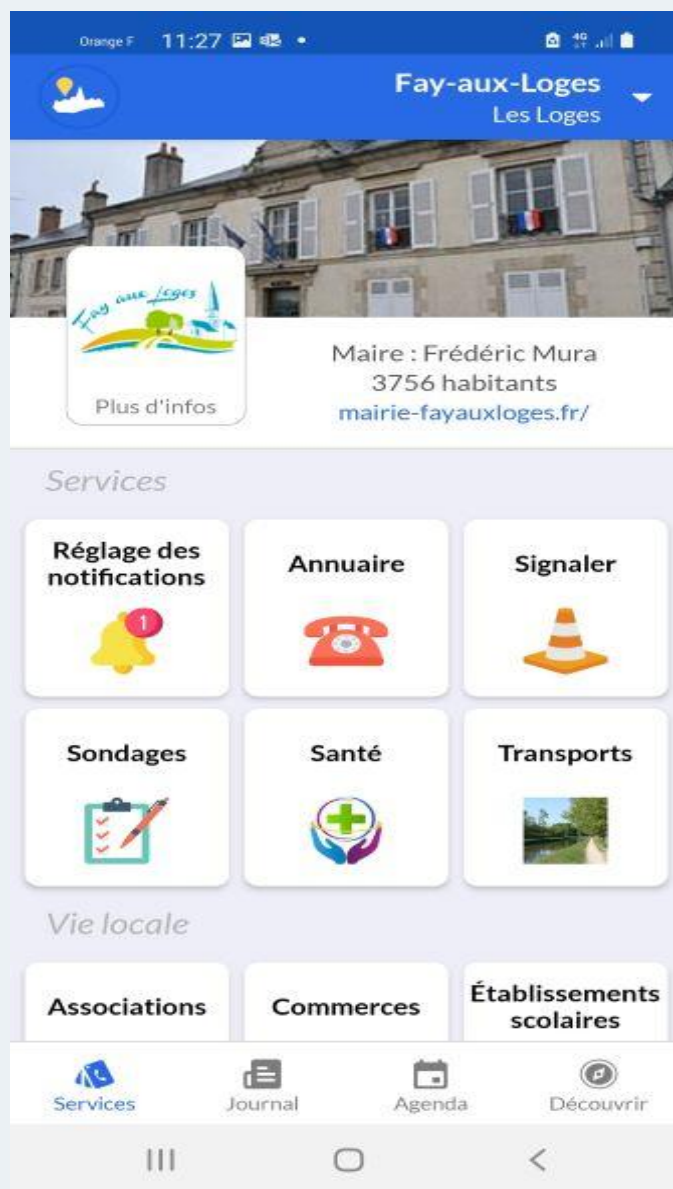 Orange F 11:27
4G
Fay-aux-Loges
Les Loges
Fay aux Loges
Plus d'infos
Maire : Frédéric Mura
3756 habitants
mairie-fayauxloges.fr/
Services
Réglage des
notifications
1
Annuaire
Signaler
Sondages
Santé
Transports
Vie locale
Associations
Commerces
Établissements
scolaires
Services
Journal
Agenda
Découvrir